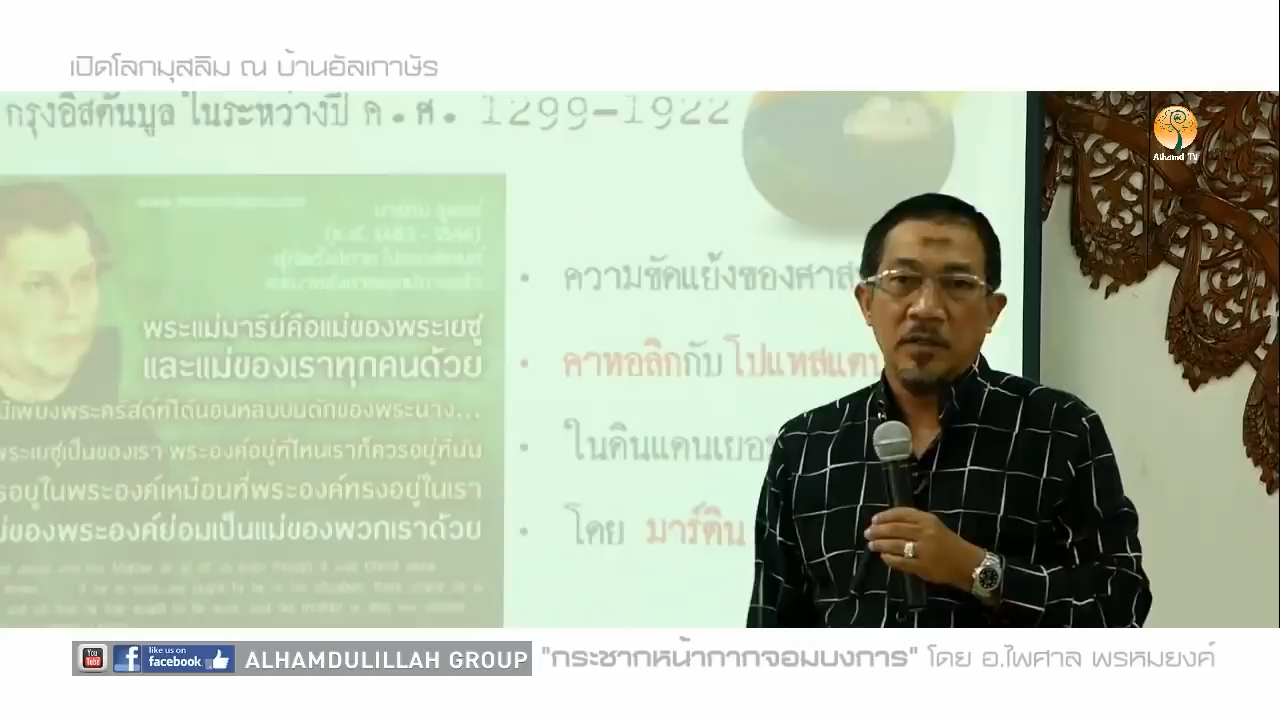 เปิดโลกมุสลิม ณ บ้านอัลเกาษัร
กรุงอิสตันบูล ในระหว่างปี ค.ศ. 1299-1922
Alhamd TV
พระแม่มารีย์คือแม่ของพระเยซู
และแม่ของเราทุกคนด้วย
พระเยซูเป็นของเรา พระองค์อยู่ที่ไหนเราก็ควรอยู่ที่นั่น
รอยู่ในพระองค์เหมือนที่พระองค์ทรงอยู่ในเรา
ของพระองค์ย่อมเป็นแม่ของพวกเราด้วย
• ความขัดแย้งของศาส
• คาทอลิกกับโปแทสแตน
• ในดินแดนเยอ
• โดย มาร์ติน
You Tube
like us on facebook
ALHAMDULILLAH GROUP
"กระชากหน้ากากจอมบงการ" โดย อ.ไพศาล พรหมยงค์